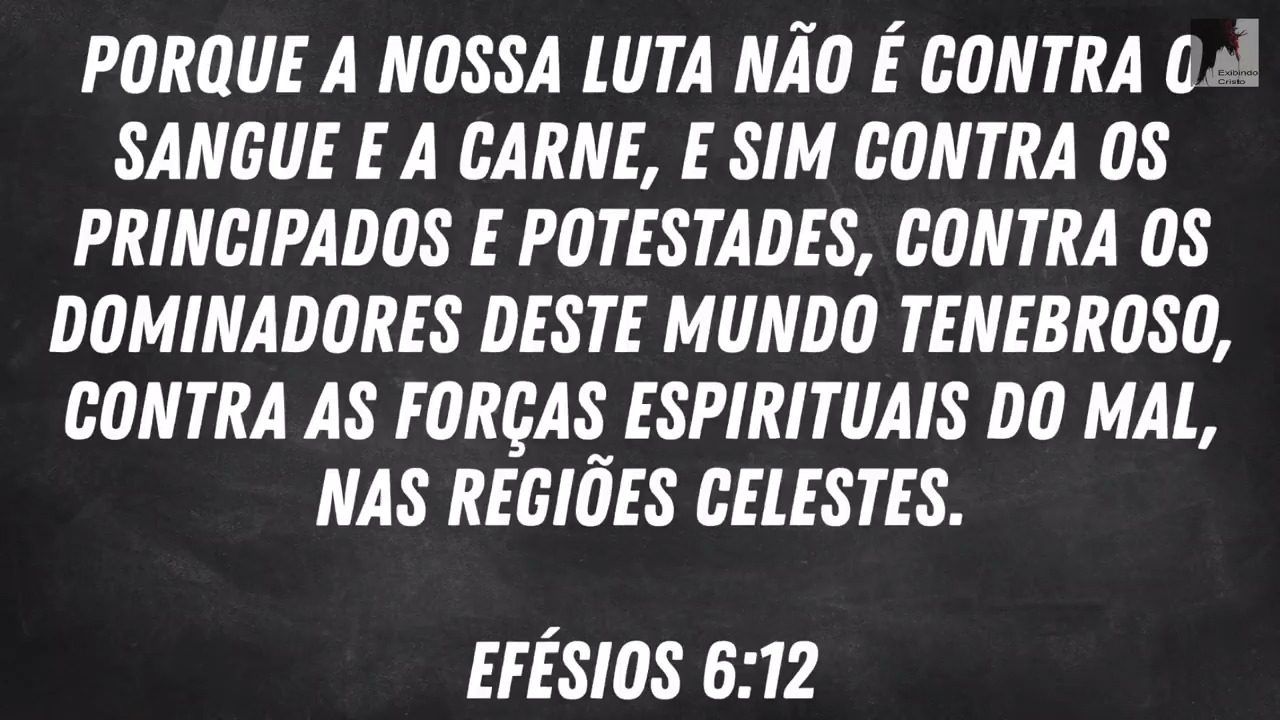 PORQUE A NOSSA LUTA NÃO É CONTRA O
SANGUE E A CARNE, E SIM CONTRA OS
PRINCIPADOS E POTESTADES, CONTRA OS
DOMINADORES DESTE MUNDO TENEBROSO,
CONTRA AS FORÇAS ESPIRITUAIS DO MAL,
NAS REGIÕES CELESTES.
EFÉSIOS 6:12
Exibindo
Cristo